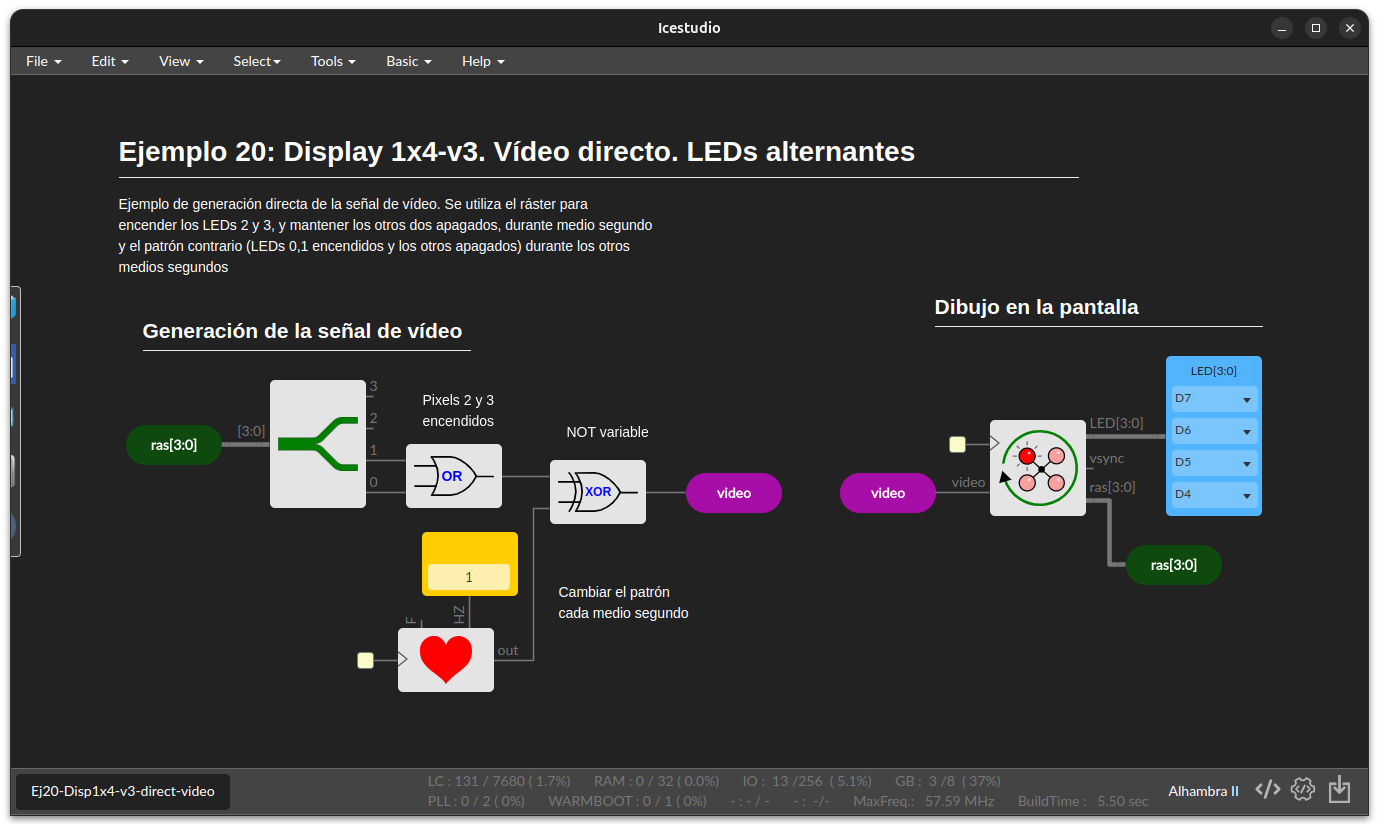 Icestudio
File Edit View Select Tools Basic Help
Ejemplo 20: Display 1x4-v3. Vídeo directo. LEDs alternantes
Ejemplo de generación directa de la señal de vídeo. Se utiliza el ráster para
encender los LEDs 2 y 3, y mantener los otros dos apagados, durante medio segundo
y el patrón contrario (LEDs 0,1 encendidos y los otros apagados) durante los otros
medios segundos
Generación de la señal de vídeo
ras[3:0]
[3:0]
3
2
1
0
Pixels 2 y 3
encendidos
OR
NOT variable
XOR
video
1
F
HZ
out
Cambiar el patrón
cada medio segundo
Dibujo en la pantalla
video
video
LED[3:0]
vsync
ras[3:0]
LED[3:0]
D7
D6
D5
D4
ras[3:0]
Ej20-Disp1x4-v3-direct-video
LC : 131 / 7680 ( 1.7%) RAM : 0 / 32 ( 0.0%) IO : 13 /256 ( 5.1%) GB : 3 /8 ( 37%)
PLL : 0 / 2 ( 0%) WARMBOOT : 0 / 1 ( 0%) - : - / - - : -/- MaxFreq.: 57.59 MHz BuildTime : 5.50 sec
Alhambra II